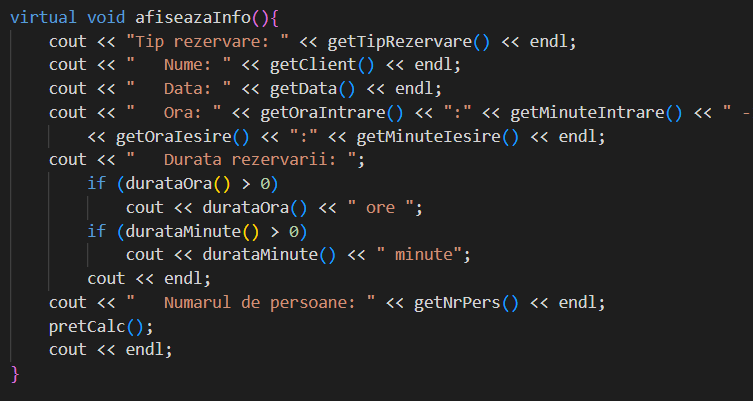 virtual void afiseazaInfo(){
    cout << "Tip rezervare: " << getTipRezervare() << endl;
    cout << "   Nume: " << getClient() << endl;
    cout << "   Data: " << getData() << endl;
    cout << "   Ora: " << getOraIntrare() << ":" << getMinuteIntrare() << " -
        << getOraIesire() << ":" << getMinuteIesire() << endl;
    cout << "   Durata rezervarii: ";
        if (durataOra() > 0)
            cout << durataOra() << " ore ";
        if (durataMinute() > 0)
            cout << durataMinute() << " minute";
        cout << endl;
    cout << "   Numarul de persoane: " << getNrPers() << endl;
    pretCalc();
    cout << endl;
}